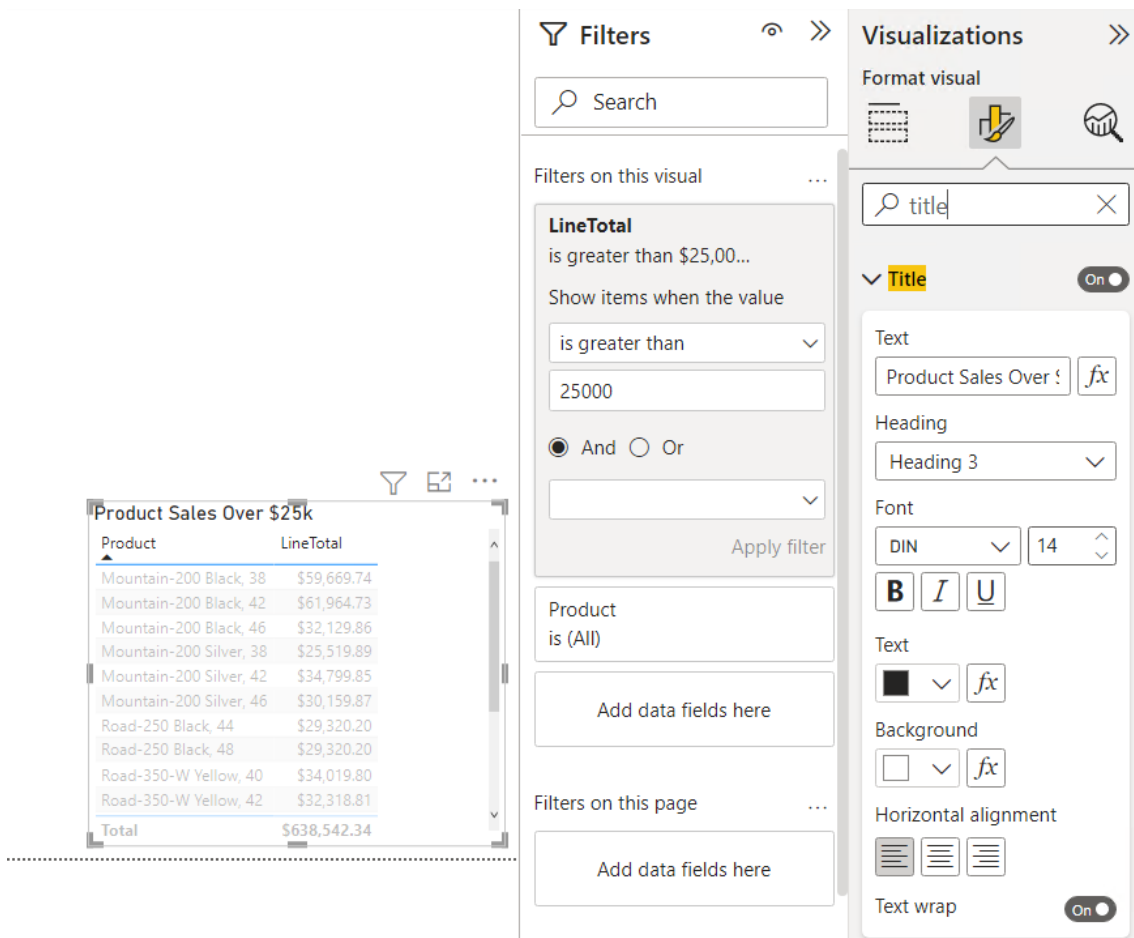 Product Sales Over $25k
Product LineTotal
Mountain-200 Black, 38 $59,669.74
Mountain-200 Black, 42 $61,964.73
Mountain-200 Black, 46 $32,129.86
Mountain-200 Silver, 38 $25,519.89
Mountain-200 Silver, 42 $34,799.85
Mountain-200 Silver, 46 $30,159.87
Road-250 Black, 44 $29,320.20
Road-250 Black, 48 $29,320.20
Road-350-W Yellow, 40 $34,019.80
Road-350-W Yellow, 42 $32,318.81
Total $638,542.34
Filters
Search
Filters on this visual ...
LineTotal
is greater than $25,00...
Show items when the value
is greater than
25000
And Or
Apply filter
Product
is (All)
Add data fields here
Filters on this page ...
Add data fields here
Visualizations
Format visual
title
Title On
Text
Product Sales Over $ fx
Heading
Heading 3
Font
DIN 14
B I U
Text
fx
Background
fx
Horizontal alignment
Text wrap On